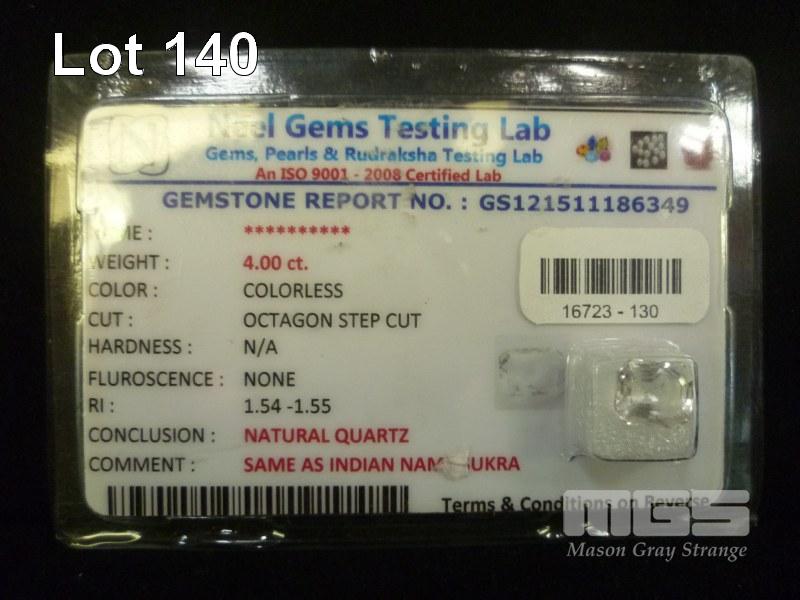 Lot 140
Gems Testing Lab
Gems, Pearls & Rudraksha Testing Lab
An ISO 9001 - 2008 Certified Lab
GEMSTONE REPORT NO. : GS121511186349
**********
WEIGHT : 4.00 ct.
COLOR : COLORLESS
CUT : OCTAGON STEP CUT
HARDNESS : N/A
FLUROSCENCE : NONE
RI : 1.54 -1.55
CONCLUSION : NATURAL QUARTZ
COMMENT : SAME AS INDIAN
16723 - 130
Terms & Conditions on Reverse
MGS
Mason Gray Strange